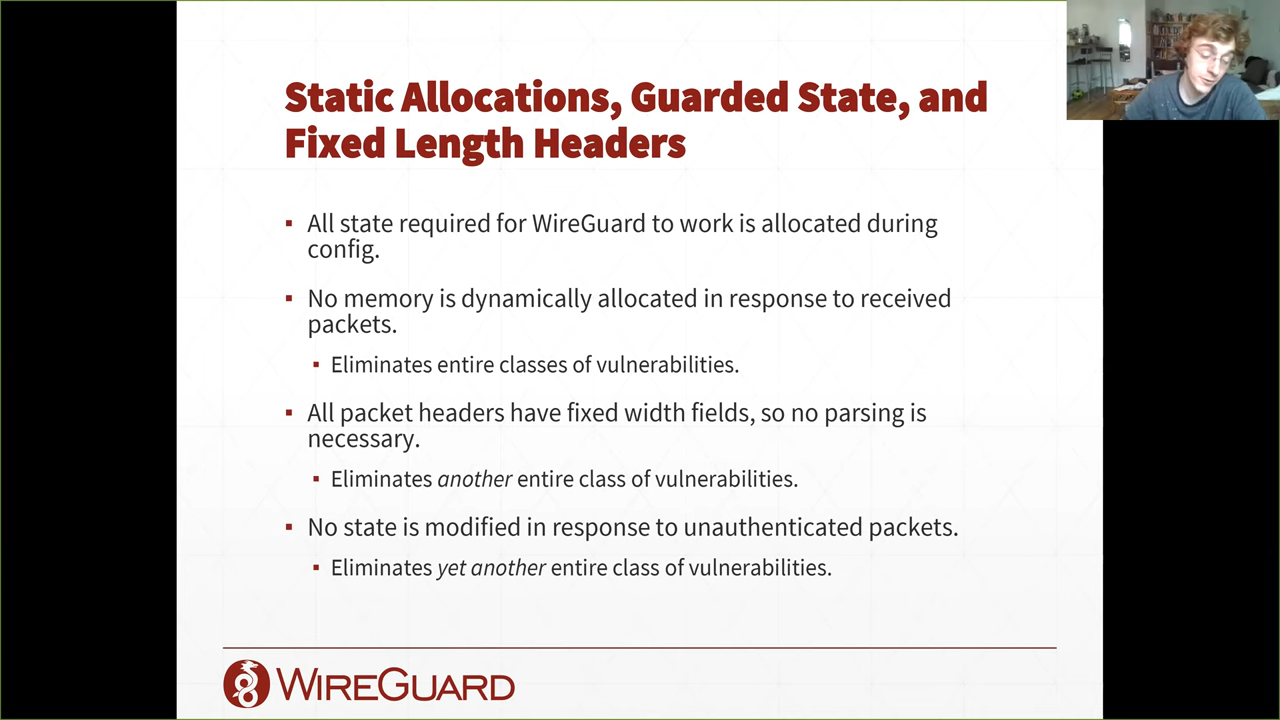 Static Allocations, Guarded State, and
Fixed Length Headers
▪ All state required for WireGuard to work is allocated during
config.
▪ No memory is dynamically allocated in response to received
packets.
▪ Eliminates entire classes of vulnerabilities.
▪ All packet headers have fixed width fields, so no parsing is
necessary.
▪ Eliminates another entire class of vulnerabilities.
▪ No state is modified in response to unauthenticated packets.
▪ Eliminates yet another entire class of vulnerabilities.
WIREGUARD